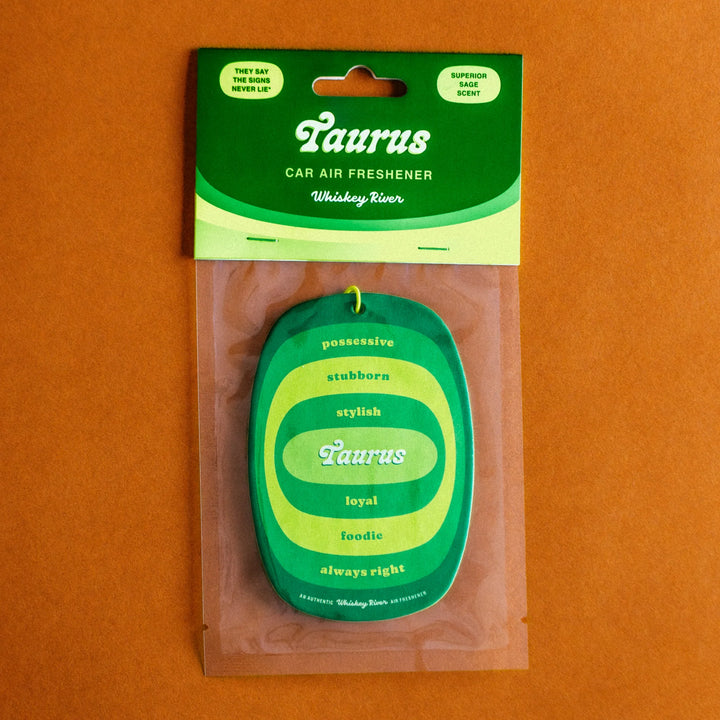 THEY SAY
THE SIGNS
NEVER LIE*
SUPERIOR
SAGE
SCENT
Taurus
CAR AIR FRESHENER
Whiskey River
possessive
stubborn
stylish
Taurus
loyal
foodie
always right
AN AUTHENTIC Whiskey River AIR FRESHENER